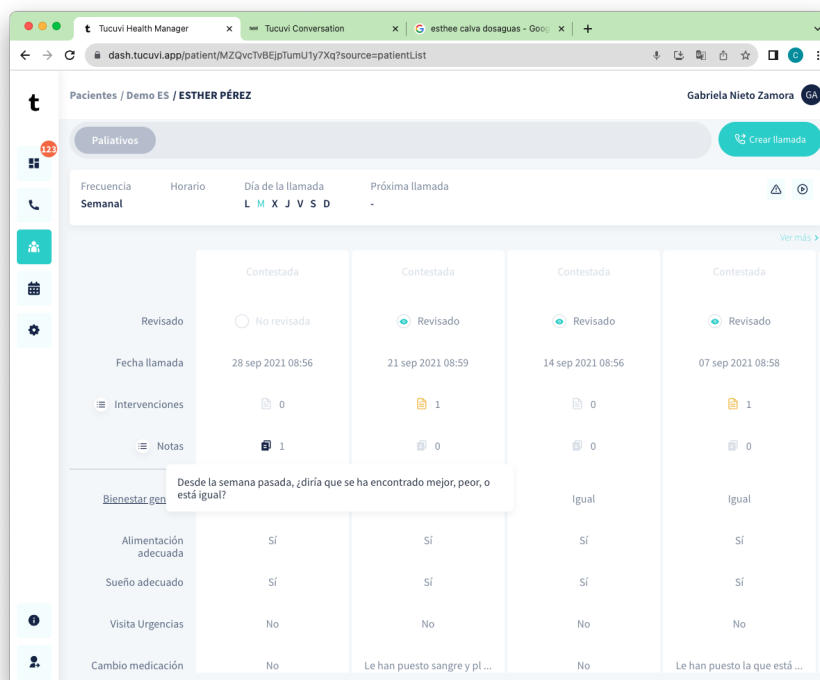 Tucuvi Health Manager
Tucuvi Conversation
esthee calva dosaguas - Goog
dash.tucuvi.app/patient/MZQvcTvBEjpTumU1y7Xq?source=patientList
C
t
Pacientes / Demo ES / ESTHER PÉREZ
Gabriela Nieto Zamora GA
Paliativos
Crear llamada
123
Frecuencia Horario Día de la llamada Próxima llamada
Semanal L M X J V S D -
Ver más >
Contestada Contestada Contestada Contestada
Revisado No revisada Revisado Revisado Revisado
Fecha llamada 28 sep 2021 08:56 21 sep 2021 08:59 14 sep 2021 08:56 07 sep 2021 08:58
Intervenciones 0 1 0 1
Notas 1 0 0 0
Desde la semana pasada, ¿diría que se ha encontrado mejor, peor, o
está igual?
Bienestar gen Igual Igual
Alimentación Sí Sí Sí Sí
adecuada
Sueño adecuado Sí Sí Sí Sí
Visita Urgencias No No No No
Cambio medicación No Le han puesto sangre y pl ... No Le han puesto la que está ...